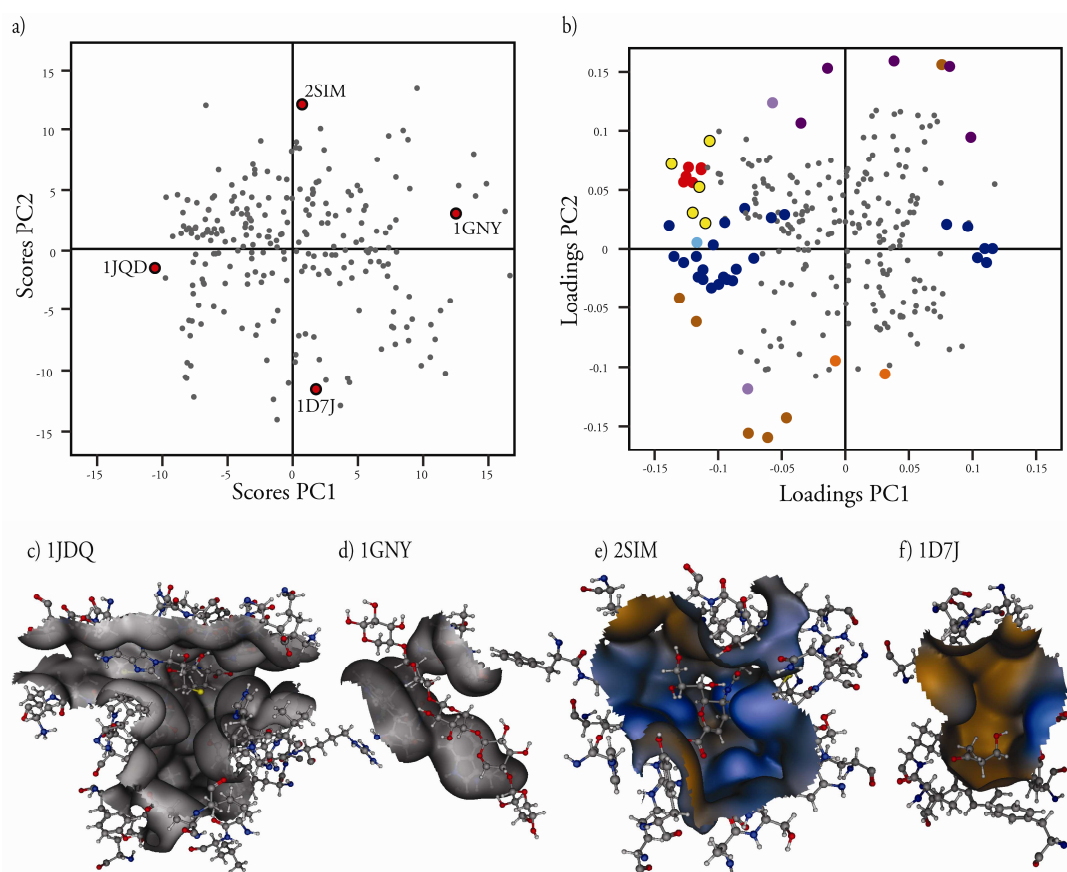 a)
15
10
5
0
-5
-10
-15
Scores PC2
2SIM
1GNY
1JQD
1D7J
-15
-10
-5
0
5
10
15
Scores PC1
b)
0.15
0.1
0.05
0
-0.05
-0.1
-0.15
Loadings PC2
-0.15
-0.1
-0.05
0
0.05
0.1
0.15
Loadings PC1
c) 1JDQ
d) 1GNY
e) 2SIM
f) 1D7J